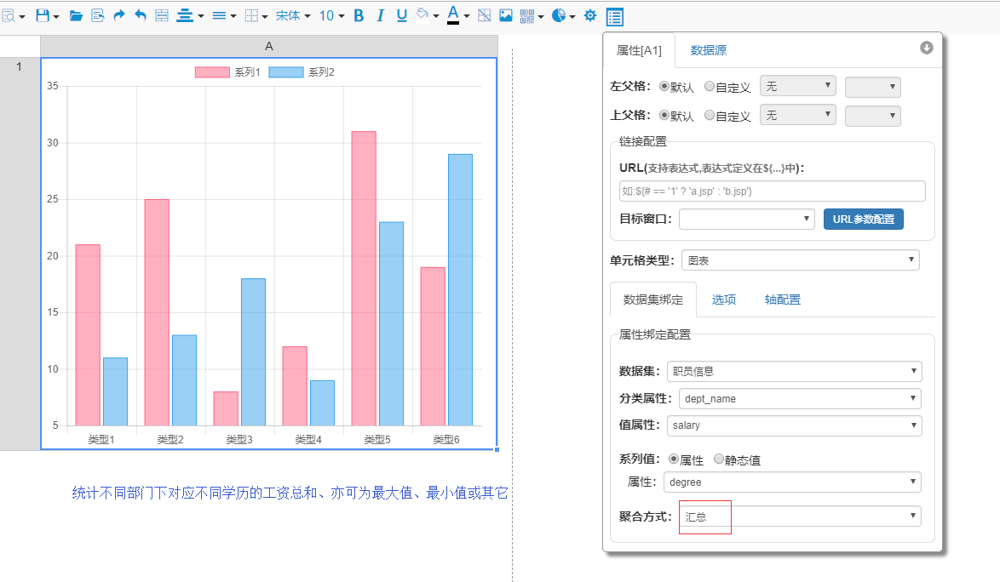 宋体 10 B I U A
A
1
系列1 系列2
35
30
25
20
15
10
5
类型1 类型2 类型3 类型4 类型5 类型6
统计不同部门下对应不同学历的工资总和、亦可为最大值、最小值或其它
属性[A1] 数据源
左父格： 默认 自定义 无
上父格： 默认 自定义 无
链接配置
URL(支持表达式,表达式定义在${...}中)：
如:${# == '1' ? 'a.jsp' : 'b.jsp'}
目标窗口： URL参数配置
单元格类型： 图表
数据集绑定 选项 轴配置
属性绑定配置
数据集： 职员信息
分类属性： dept_name
值属性： salary
系列值： 属性 静态值
属性： degree
聚合方式： 汇总